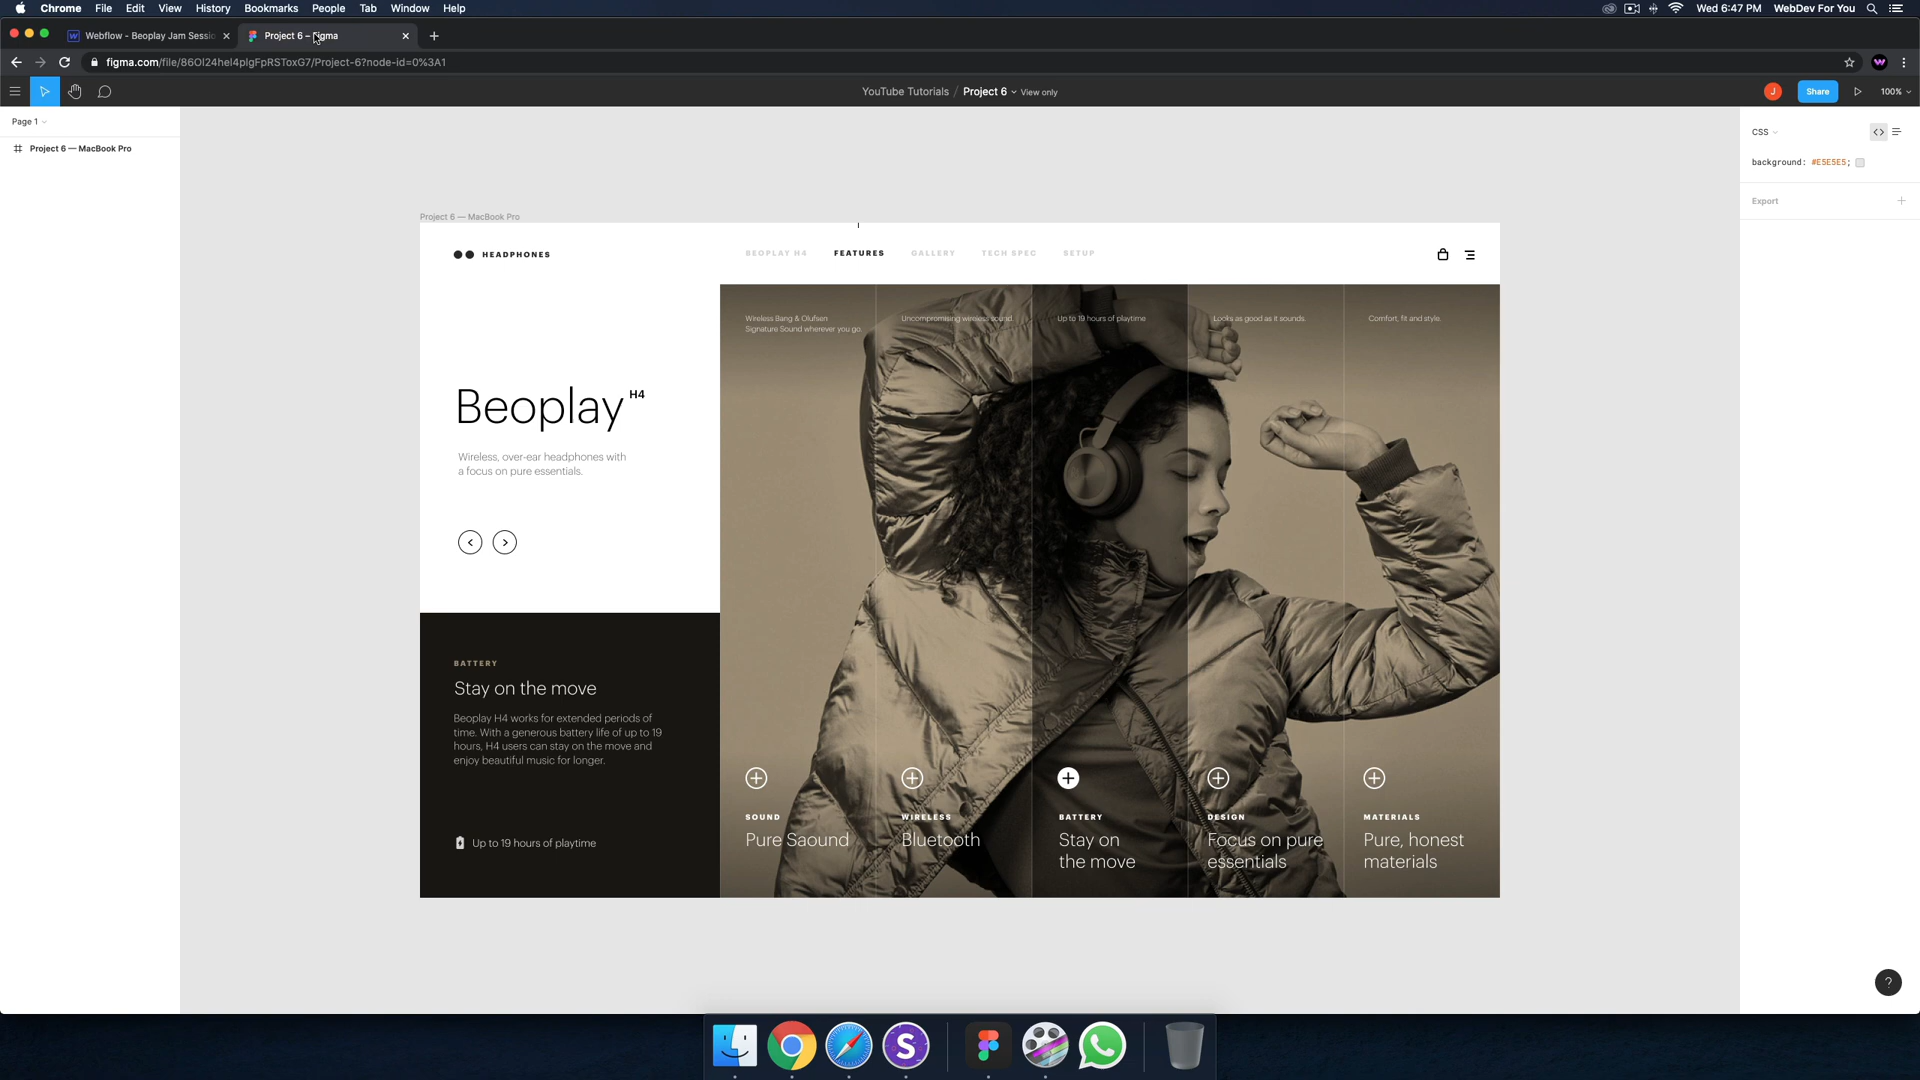 Chrome File Edit View History Bookmarks People Tab Window Help
Wed 6:47 PM WebDev For You
Webflow - Beoplay Jam Sessio
Project 6 – Figma
figma.com/file/86Ol24hel4plgFpRSToxG7/Project-6?node-id=0%3A1
YouTube Tutorials / Project 6 View only
J
Share
100%
Page 1
Project 6 — MacBook Pro
CSS
background: #E5E5E5;
Export
Project 6 — MacBook Pro
HEADPHONES
BEOPLAY H4 FEATURES GALLERY TECH SPEC SETUP
Wireless Bang & Olufsen
Signature Sound wherever you go.
Uncompromising wireless sound.
Up to 19 hours of playtime
Looks as good as it sounds.
Comfort, fit and style.
Beoplay H4
Wireless, over-ear headphones with
a focus on pure essentials.
BATTERY
Stay on the move
Beoplay H4 works for extended periods of
time. With a generous battery life of up to 19
hours, H4 users can stay on the move and
enjoy beautiful music for longer.
Up to 19 hours of playtime
SOUND
Pure Saound
WIRELESS
Bluetooth
BATTERY
Stay on
the move
DESIGN
Focus on pure
essentials
MATERIALS
Pure, honest
materials
?